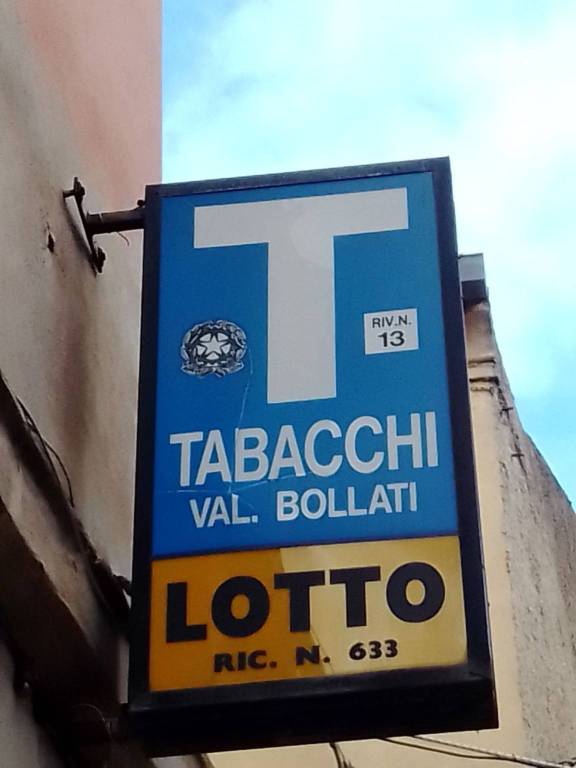 T
RIV.N.
13
TABACCHI
VAL. BOLLATI
LOTTO
RIC. N. 633